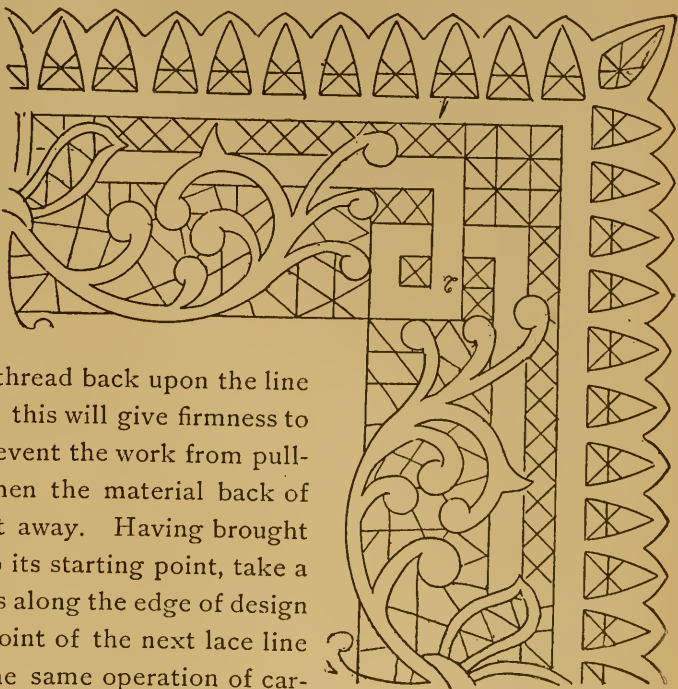 thread back upon the line
this will give firmness to
event the work from pull-
hen the material back of
t away. Having brought
its starting point, take a
s along the edge of design
oint of the next lace line
ne same operation of car-